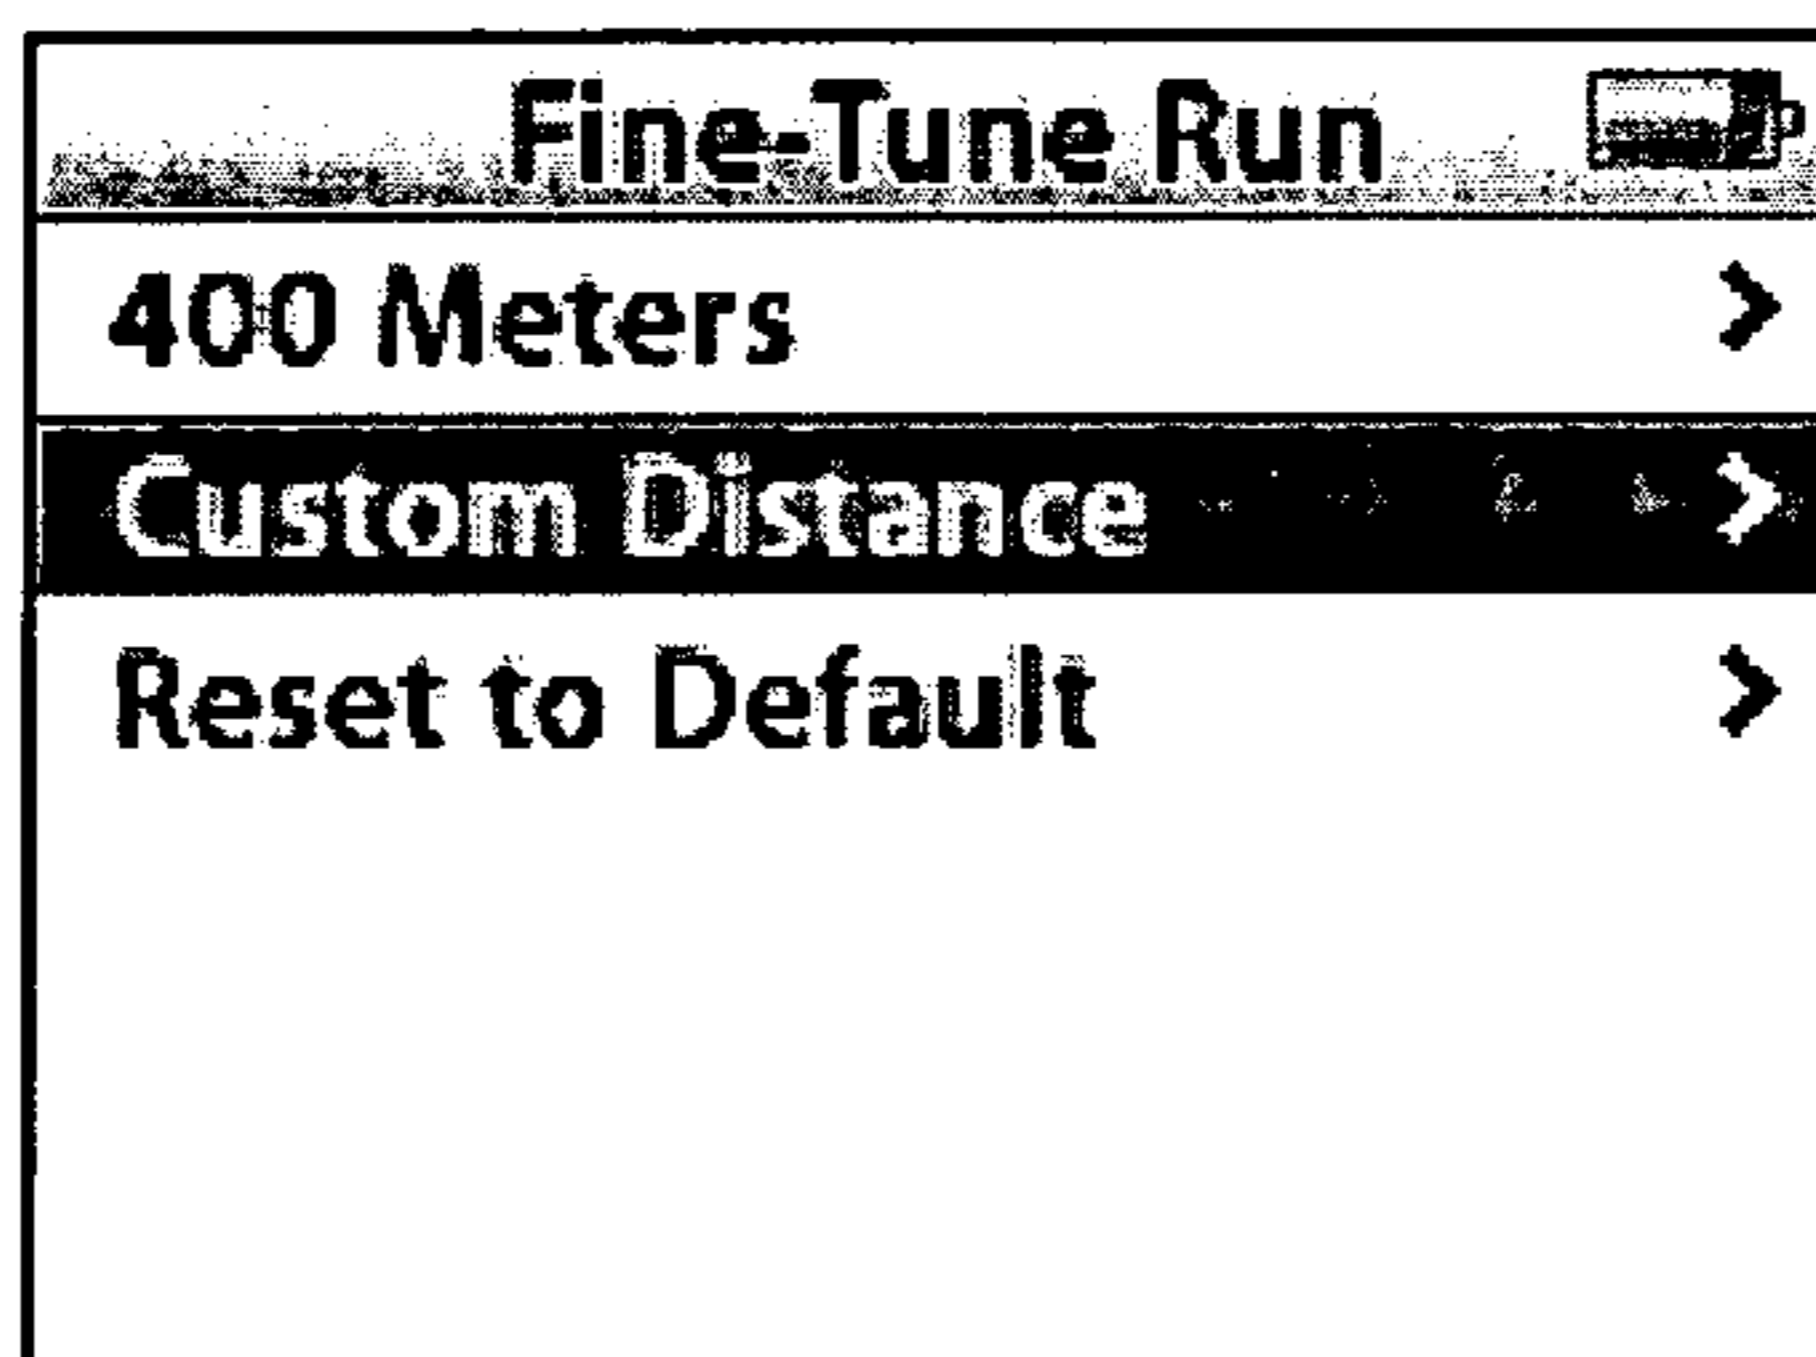 Fine-Tune Run
400 Meters >
Custom Distance >
Reset to Default >